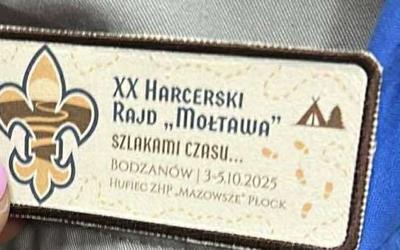 XX Harcerski
Rajd „Mołtawa”
szlakami czasu...
Bodzanów | 3-5.10.2025
Hufiec ZHP „Mazowsze” Płock